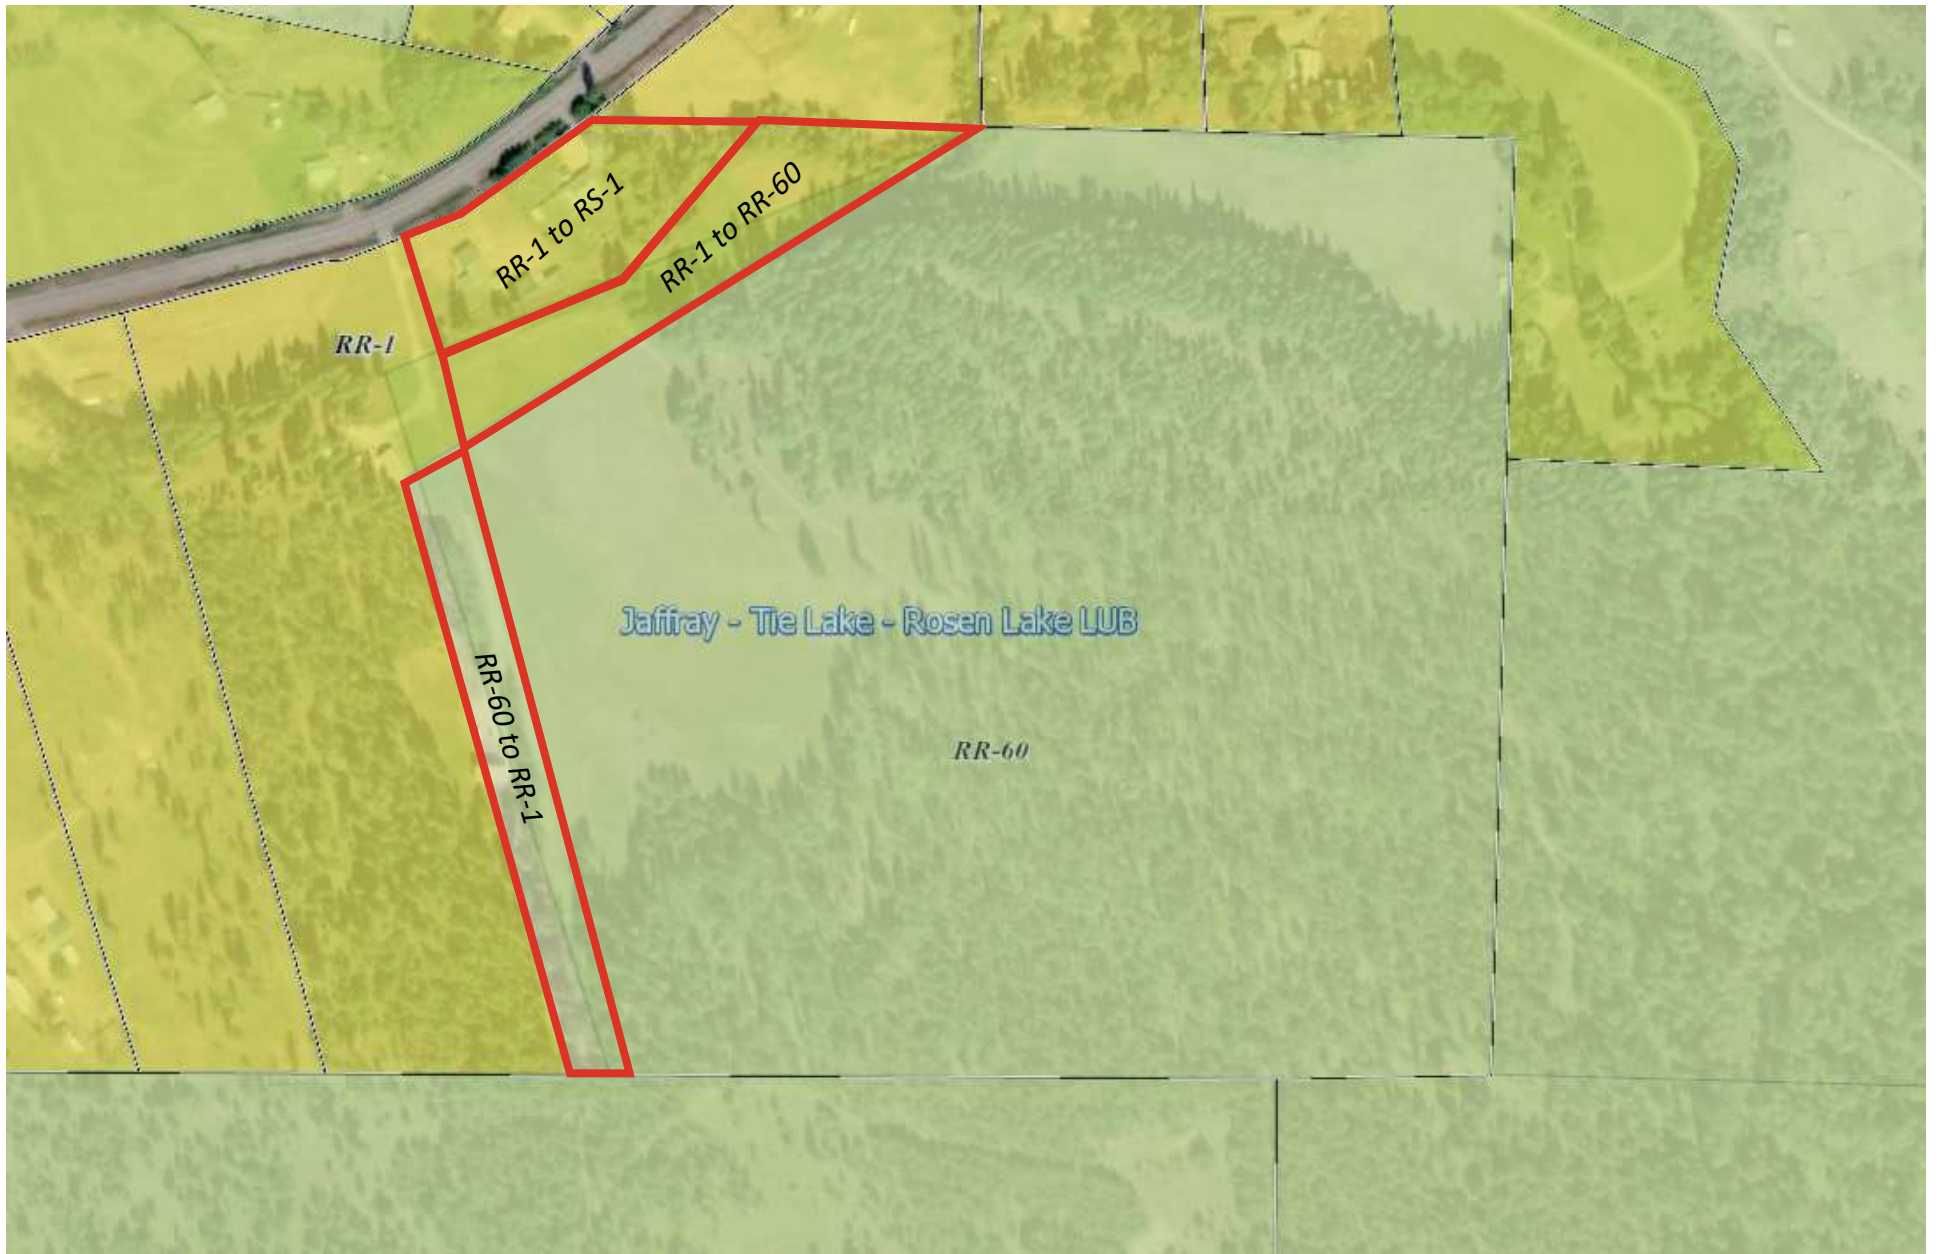 RR-1 to RS-1
RR-1 to RR-60
RR-1
Jaffray - Tie Lake - Rosen Lake LUB
RR-60 to RR-1
RR-60